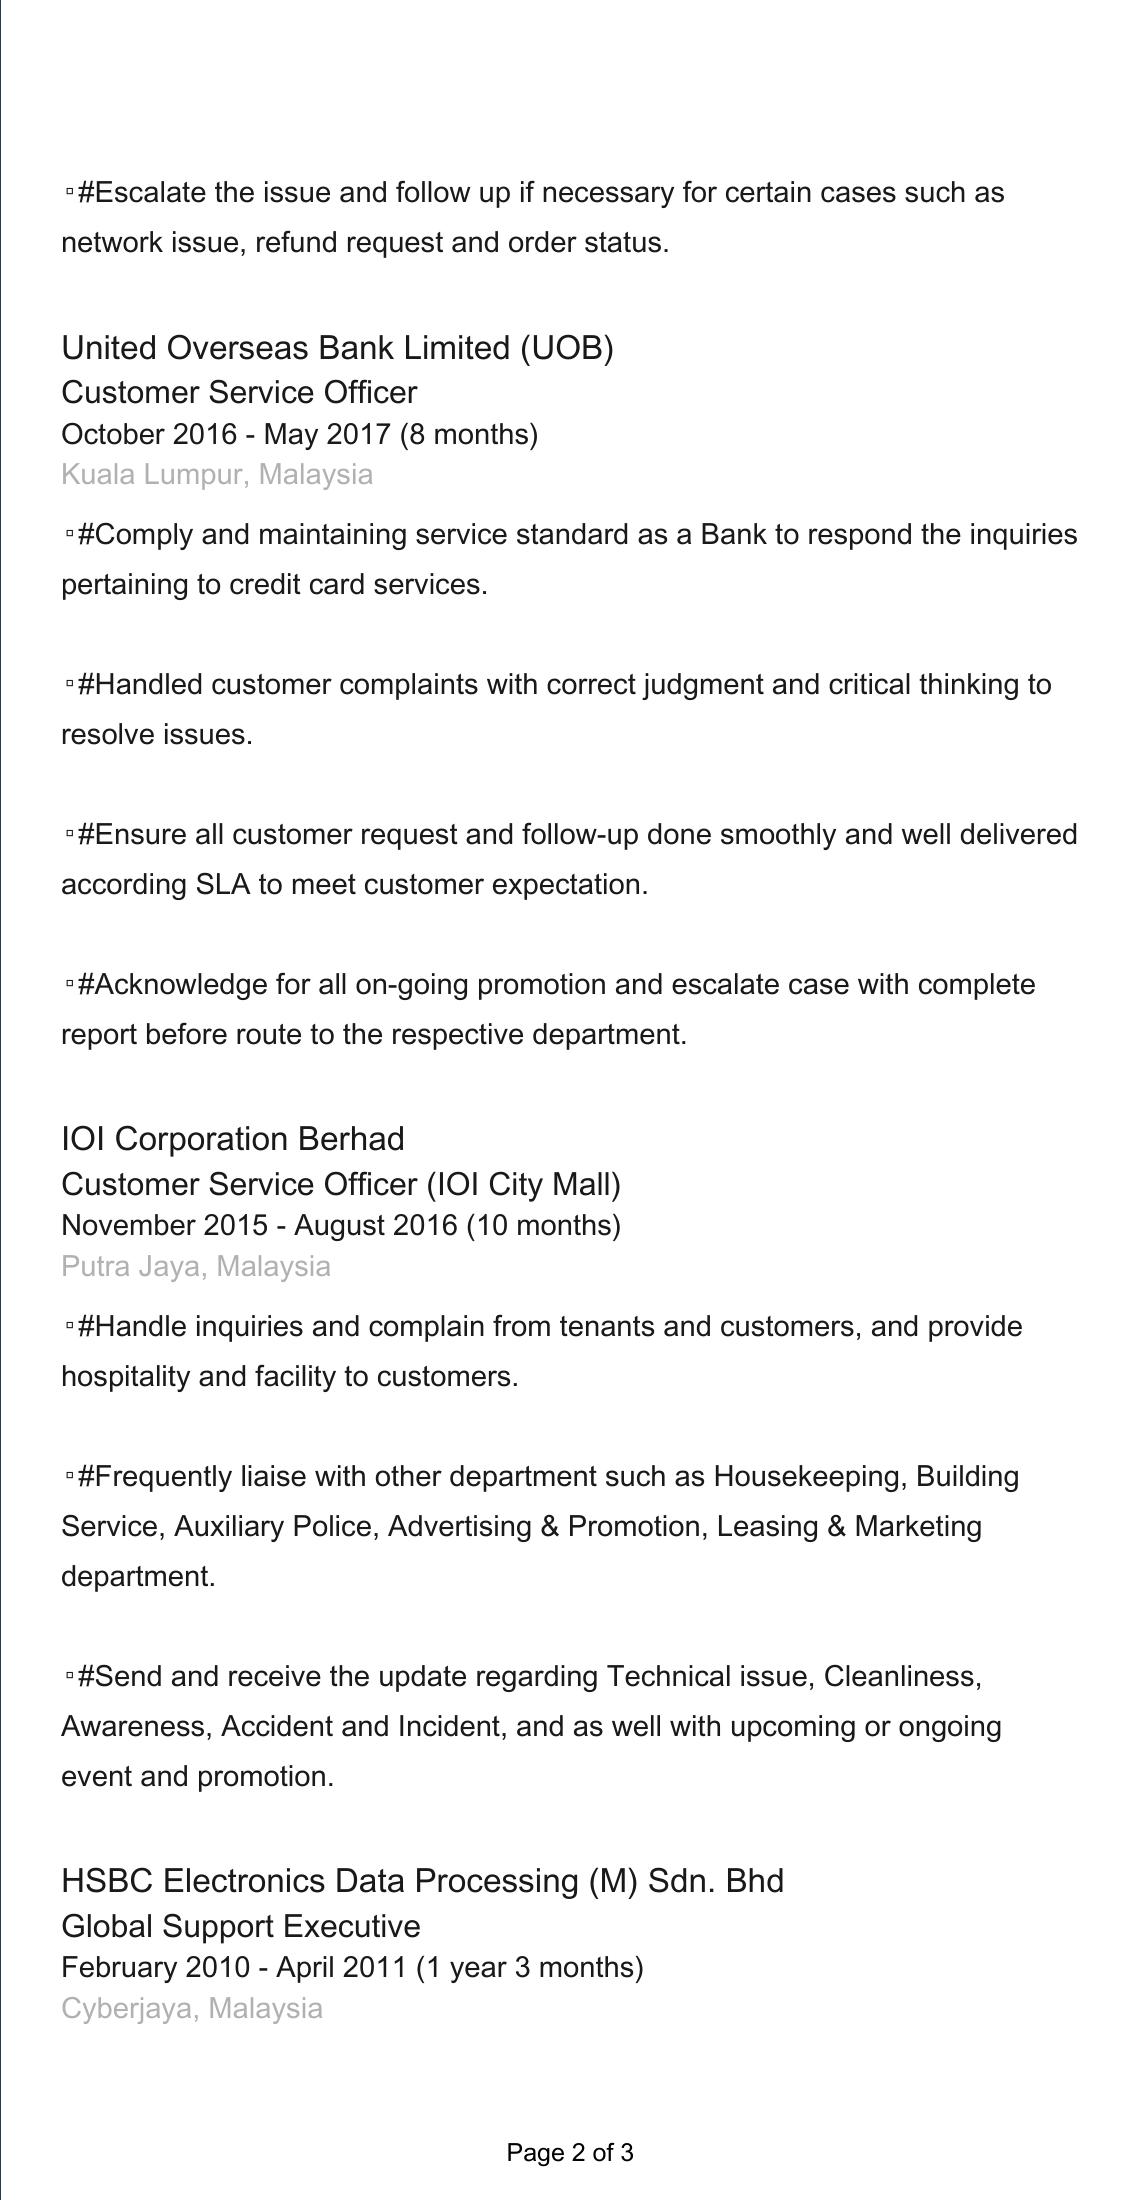 ▫#Escalate the issue and follow up if necessary for certain cases such as
network issue, refund request and order status.
United Overseas Bank Limited (UOB)
Customer Service Officer
October 2016 - May 2017 (8 months)
Kuala Lumpur, Malaysia
▫#Comply and maintaining service standard as a Bank to respond the inquiries
pertaining to credit card services.
▫#Handled customer complaints with correct judgment and critical thinking to
resolve issues.
▫#Ensure all customer request and follow-up done smoothly and well delivered
according SLA to meet customer expectation.
▫#Acknowledge for all on-going promotion and escalate case with complete
report before route to the respective department.
IOI Corporation Berhad
Customer Service Officer (IOI City Mall)
November 2015 - August 2016 (10 months)
Putra Jaya, Malaysia
▫#Handle inquiries and complain from tenants and customers, and provide
hospitality and facility to customers.
▫#Frequently liaise with other department such as Housekeeping, Building
Service, Auxiliary Police, Advertising & Promotion, Leasing & Marketing
department.
▫#Send and receive the update regarding Technical issue, Cleanliness,
Awareness, Accident and Incident, and as well with upcoming or ongoing
event and promotion.
HSBC Electronics Data Processing (M) Sdn. Bhd
Global Support Executive
February 2010 - April 2011 (1 year 3 months)
Cyberjaya, Malaysia
Page 2 of 3